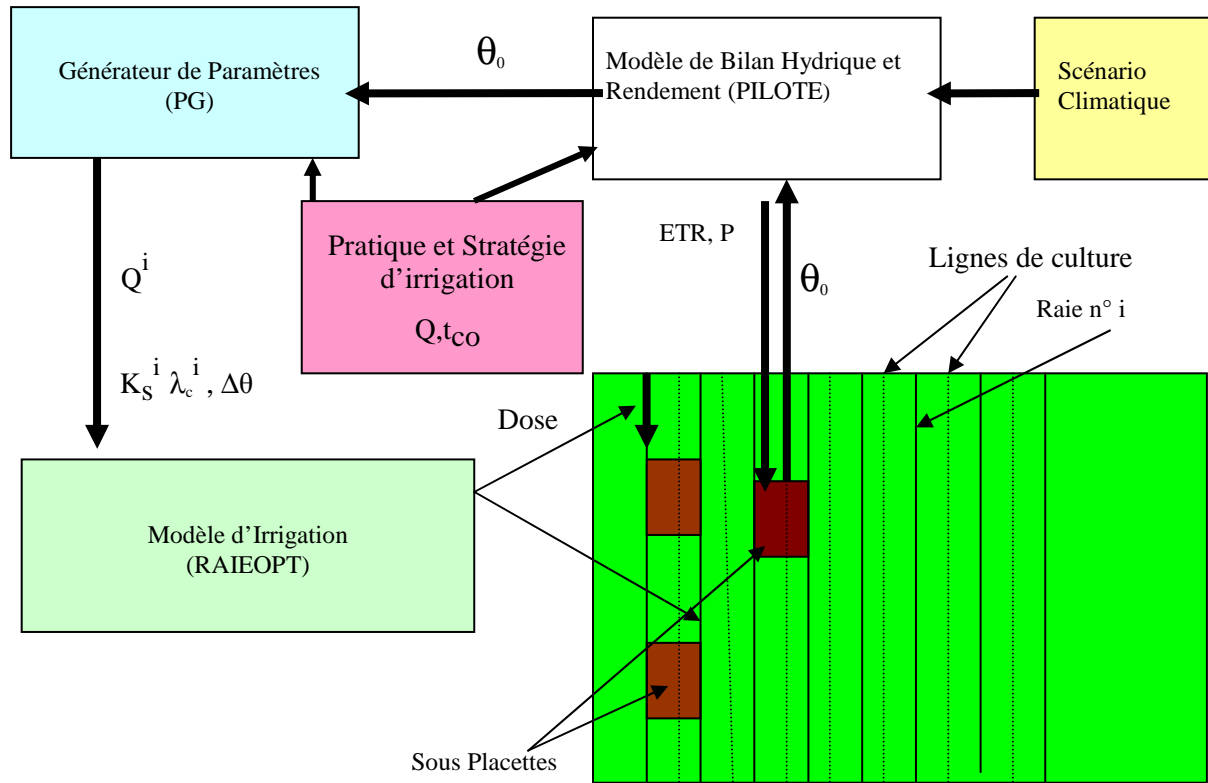 Générateur de Paramètres
(PG)
θ₀
Modèle de Bilan Hydrique et
Rendement (PILOTE)
Scénario
Climatique
Pratique et Stratégie
d'irrigation
Q,tco
ETR, P
θ₀
Lignes de culture
Raie n° i
Qⁱ
Ksⁱ λcⁱ , Δθ
Dose
Modèle d'Irrigation
(RAIEOPT)
Sous Placettes